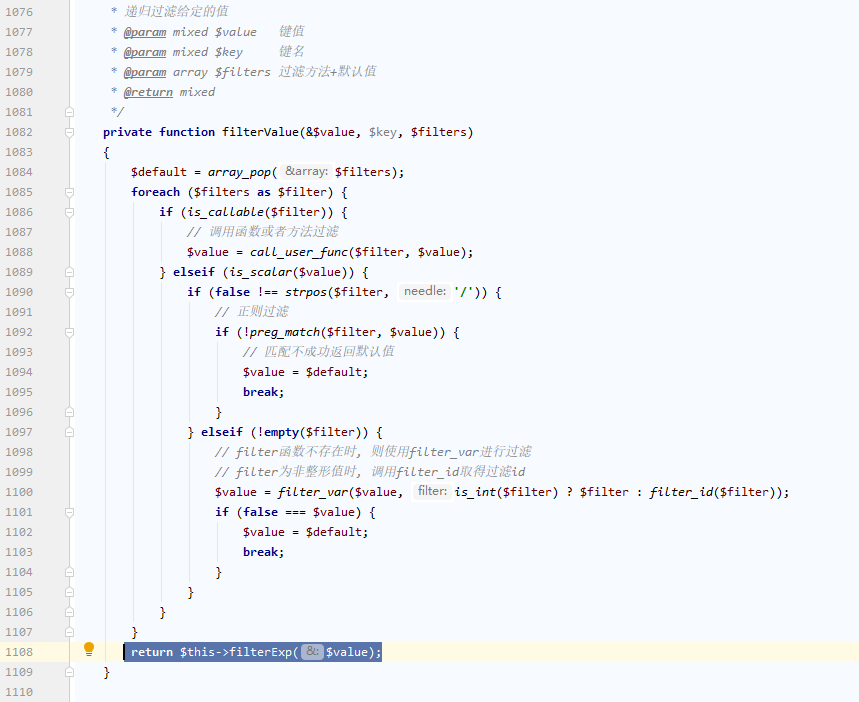 1076 * 递归过滤给定的值
1077 * @param mixed $value 键值
1078 * @param mixed $key 键名
1079 * @param array $filters 过滤方法+默认值
1080 * @return mixed
1081 */
1082 private function filterValue(&$value, $key, $filters)
1083 {
1084 $default = array_pop( &array: $filters);
1085 foreach ($filters as $filter) {
1086 if (is_callable($filter)) {
1087 // 调用函数或者方法过滤
1088 $value = call_user_func($filter, $value);
1089 } elseif (is_scalar($value)) {
1090 if (false !== strpos($filter, needle: '/')) {
1091 // 正则过滤
1092 if (!preg_match($filter, $value)) {
1093 // 匹配不成功返回默认值
1094 $value = $default;
1095 break;
1096 }
1097 } elseif (!empty($filter)) {
1098 // filter函数不存在时, 则使用filter_var进行过滤
1099 // filter为非整形值时, 调用filter_id取得过滤id
1100 $value = filter_var($value, filter: is_int($filter) ? $filter : filter_id($filter));
1101 if (false === $value) {
1102 $value = $default;
1103 break;
1104 }
1105 }
1106 }
1107 }
1108 return $this->filterExp( &: $value);
1109 }
1110